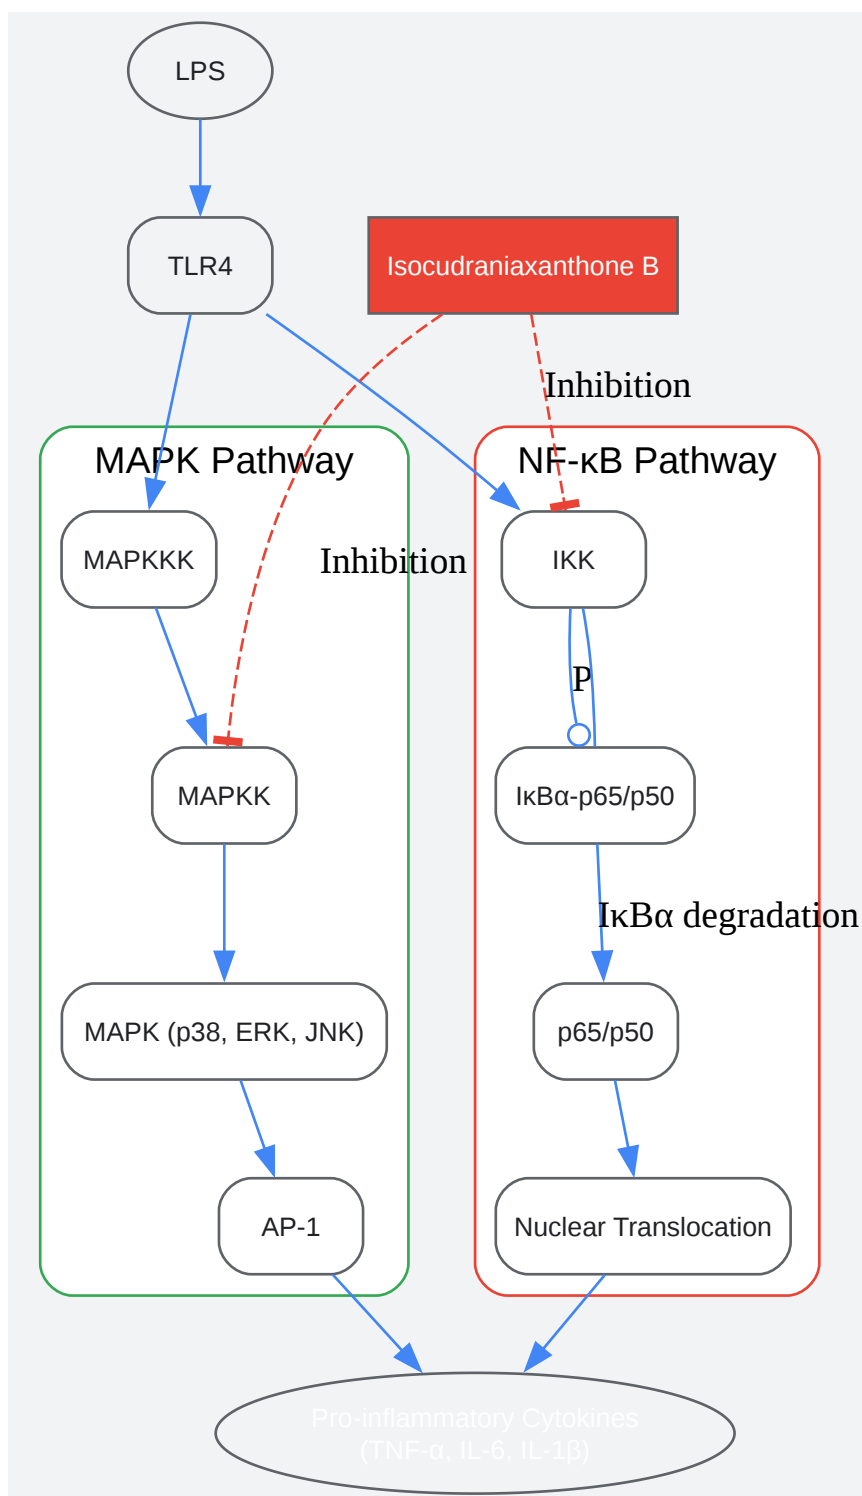 LPS
TLR4
Isocudraniaxanthone B
Inhibition
MAPK Pathway
NF-κB Pathway
MAPKKK
Inhibition
IKK
P
MAPKK
IκBα-p65/p50
IκBα degradation
MAPK (p38, ERK, JNK)
p65/p50
AP-1
Nuclear Translocation
Pro-inflammatory Cytokines
(TNF-α, IL-6, IL-1β)